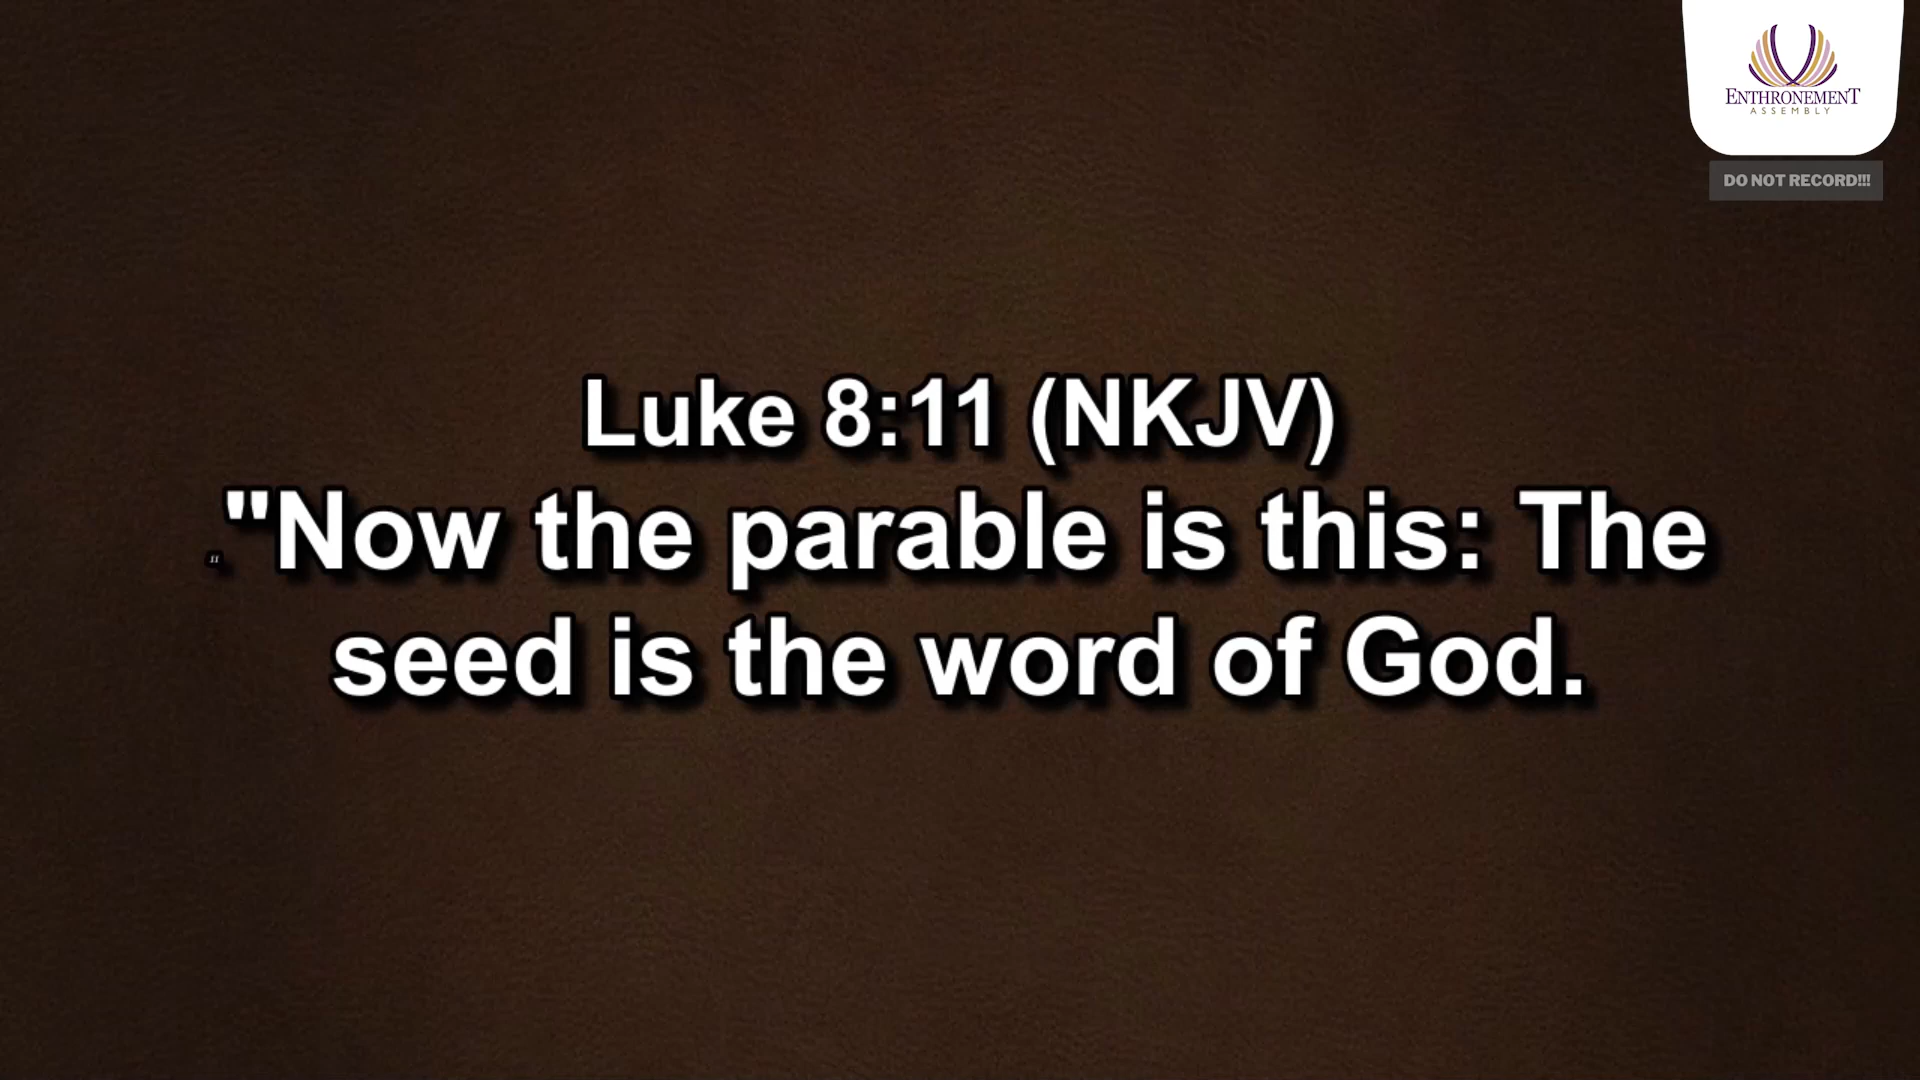 ENTHRONEMENT
ASSEMBLY
DO NOT RECORD!!!
Luke 8:11 (NKJV)
"Now the parable is this: The
seed is the word of God.